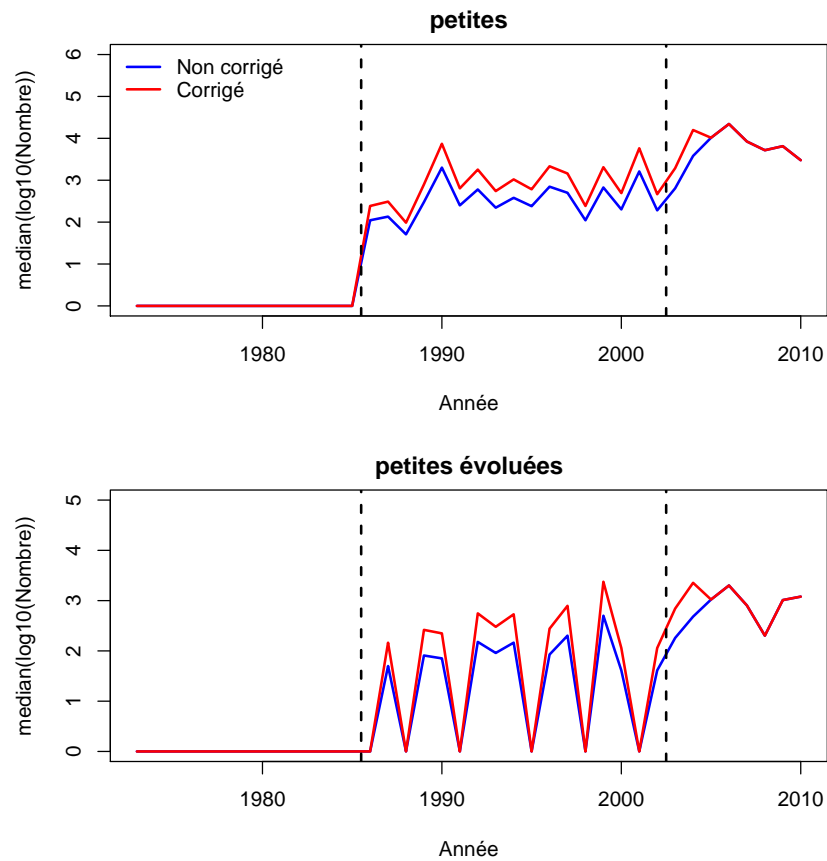 petites
median(log10(Nombre))
6
5
4
3
2
1
0
Non corrigé
Corrigé
1980 1990 2000 2010
Année
petites évoluées
median(log10(Nombre))
5
4
3
2
1
0
1980 1990 2000 2010
Année